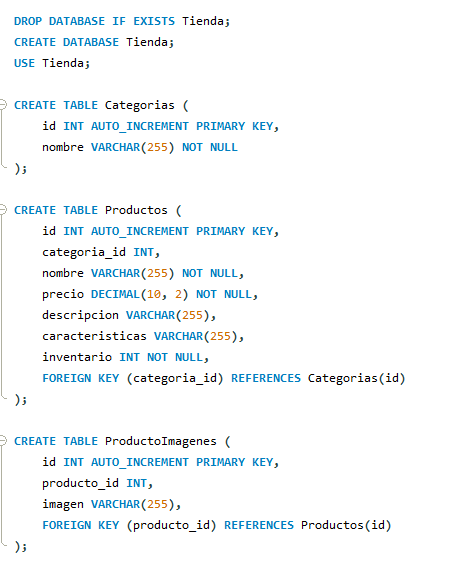 DROP DATABASE IF EXISTS Tienda;
CREATE DATABASE Tienda;
USE Tienda;

CREATE TABLE Categorias (
    id INT AUTO_INCREMENT PRIMARY KEY,
    nombre VARCHAR(255) NOT NULL
);

CREATE TABLE Productos (
    id INT AUTO_INCREMENT PRIMARY KEY,
    categoria_id INT,
    nombre VARCHAR(255) NOT NULL,
    precio DECIMAL(10, 2) NOT NULL,
    descripcion VARCHAR(255),
    caracteristicas VARCHAR(255),
    inventario INT NOT NULL,
    FOREIGN KEY (categoria_id) REFERENCES Categorias(id)
);

CREATE TABLE ProductoImagenes (
    id INT AUTO_INCREMENT PRIMARY KEY,
    producto_id INT,
    imagen VARCHAR(255),
    FOREIGN KEY (producto_id) REFERENCES Productos(id)
);